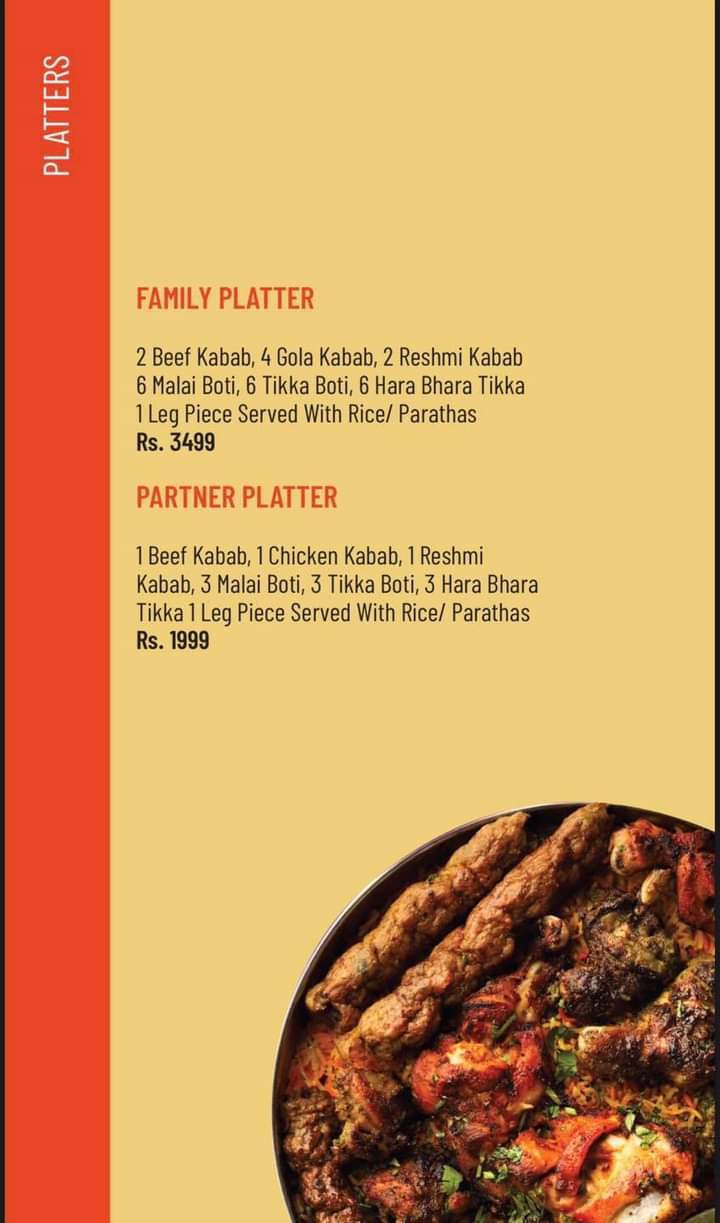 PLATTERS
FAMILY PLATTER
2 Beef Kabab, 4 Gola Kabab, 2 Reshmi Kabab
6 Malai Boti, 6 Tikka Boti, 6 Hara Bhara Tikka
1 Leg Piece Served With Rice/ Parathas
Rs. 3499
PARTNER PLATTER
1 Beef Kabab, 1 Chicken Kabab, 1 Reshmi
Kabab, 3 Malai Boti, 3 Tikka Boti, 3 Hara Bhara
Tikka 1 Leg Piece Served With Rice/ Parathas
Rs. 1999